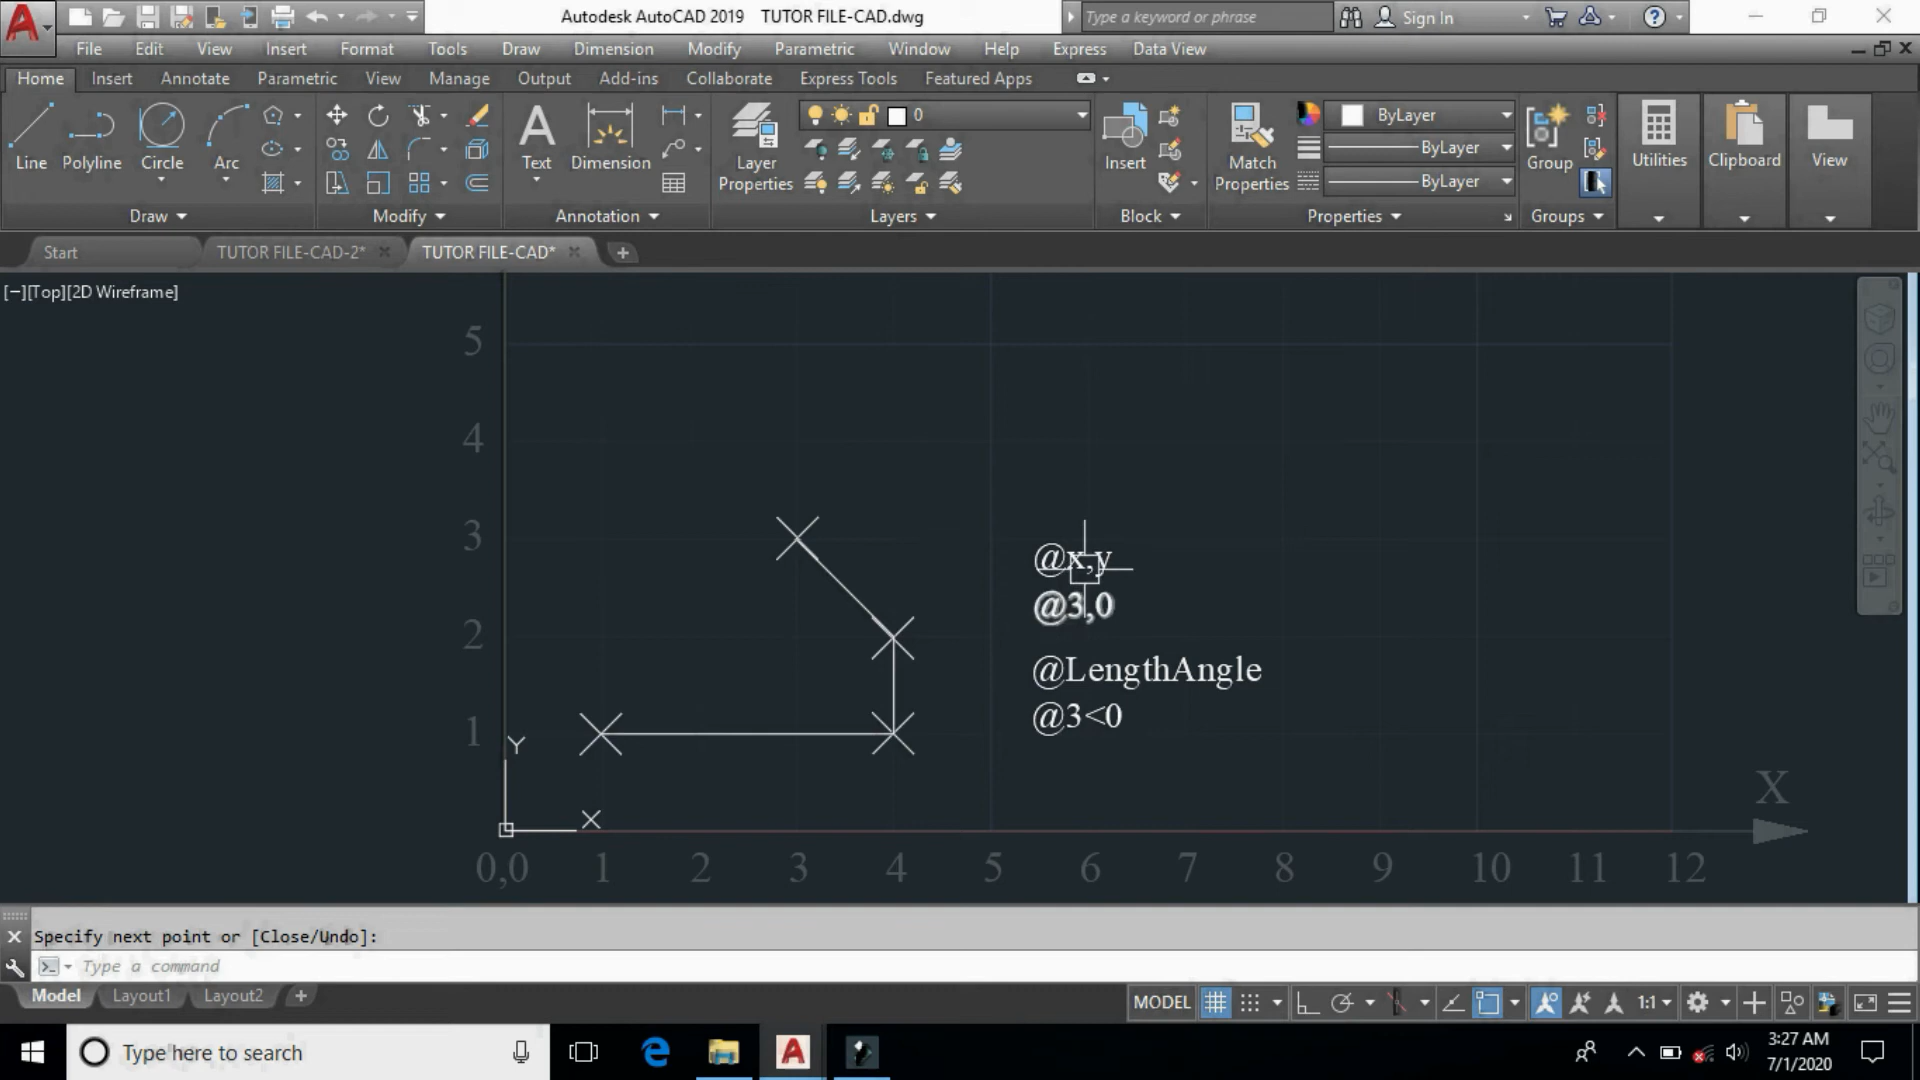 Autodesk AutoCAD 2019 TUTOR FILE-CAD.dwg
Type a keyword or phrase
Sign In
File Edit View Insert Format Tools Draw Dimension Modify Parametric Window Help Express Data View
Home Insert Annotate Parametric View Manage Output Add-ins Collaborate Express Tools Featured Apps
Line Polyline Circle Arc
Draw
Modify
Text Dimension
Annotation
Layer Properties
0
Layers
Insert
Block
Match Properties
ByLayer
ByLayer
ByLayer
Properties
Group
Groups
Utilities
Clipboard
View
Start TUTOR FILE-CAD-2* TUTOR FILE-CAD*
[−][Top][2D Wireframe]
5
4
3
2
1
Y
X
@x,y
@3,0
@LengthAngle
@3<0
X
0,0 1 2 3 4 5 6 7 8 9 10 11 12
Specify next point or [Close/Undo]:
Type a command
Model Layout1 Layout2
MODEL
1:1
Type here to search
3:27 AM
7/1/2020